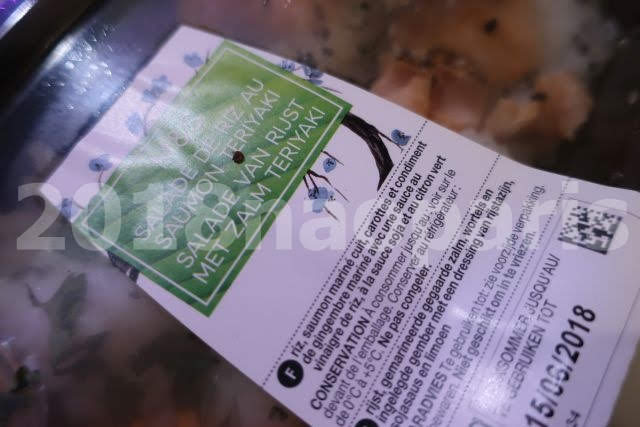 SALADE DE RIZ AU
SAUMON TERIYAKI
SALADE VAN RIJST
MET ZALM TERIYAKI
F riz, saumon mariné cuit, carottes et condiment
de gingembre mariné avec une sauce au
vinaigre de riz, à la sauce soja et au citron vert
CONSERVATION À consommer jusqu'au, voir sur le
devant de l'emballage. Conserver au réfrigérateur :
de 0°C à +5°C. Ne pas congeler.
rijst, gemarineerde gegaarde zalm, wortels en
ingelegde gember met een dressing van rijstazijn,
sojasaus en limoen
Te gebruiken tot: zie voorzijde verpakking.
Niet geschikt om in te vriezen
JUSQU'AU/
GEBRUIKEN TOT
15/06/2018
2018naoparis